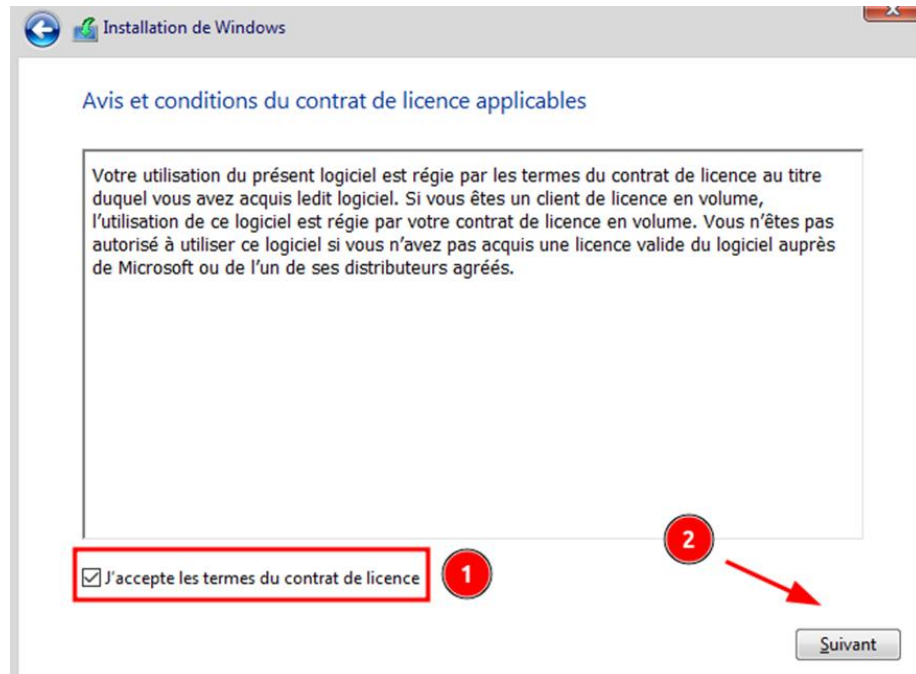 Installation de Windows
Avis et conditions du contrat de licence applicables
Votre utilisation du présent logiciel est régie par les termes du contrat de licence au titre
duquel vous avez acquis ledit logiciel. Si vous êtes un client de licence en volume,
l’utilisation de ce logiciel est régie par votre contrat de licence en volume. Vous n’êtes pas
autorisé à utiliser ce logiciel si vous n’avez pas acquis une licence valide du logiciel auprès
de Microsoft ou de l’un de ses distributeurs agréés.
2
J'accepte les termes du contrat de licence 1
Suivant